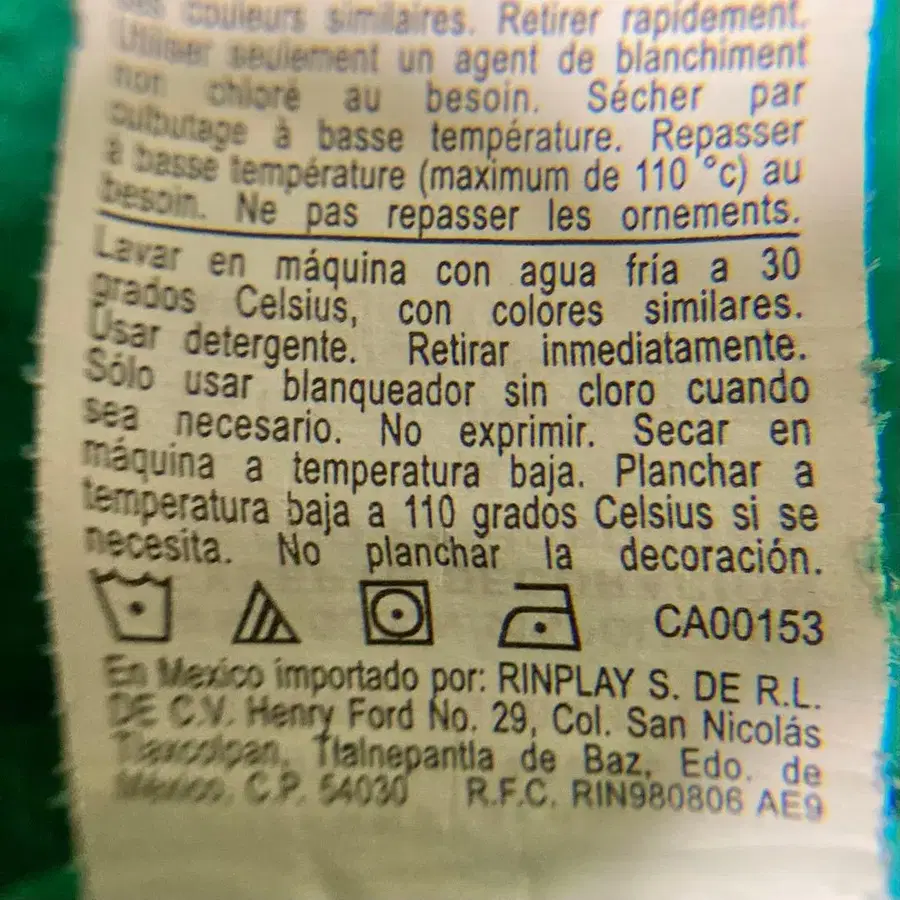 des couleurs similaires. Retirer rapidement.
Utiliser seulement un agent de blanchiment
non chloré au besoin. Sécher par
culbutage à basse température. Repasser
à basse température (maximum de 110 °c) au
besoin. Ne pas repasser les ornements.
Lavar en máquina con agua fría a 30
grados Celsius, con colores similares.
Usar detergente. Retirar inmediatamente.
Sólo usar blanqueador sin cloro cuando
sea necesario. No exprimir. Secar en
máquina a temperatura baja. Planchar a
temperatura baja a 110 grados Celsius si se
necesita. No planchar la decoración.
CA00153
En Mexico importado por: RINPLAY S. DE R.L.
DE C.V. Henry Ford No. 29, Col. San Nicolás
Tlaxcolpan, Tlalnepantla de Baz, Edo. de
Mexico, C.P. 54030 R.F.C. RIN980806 AE9